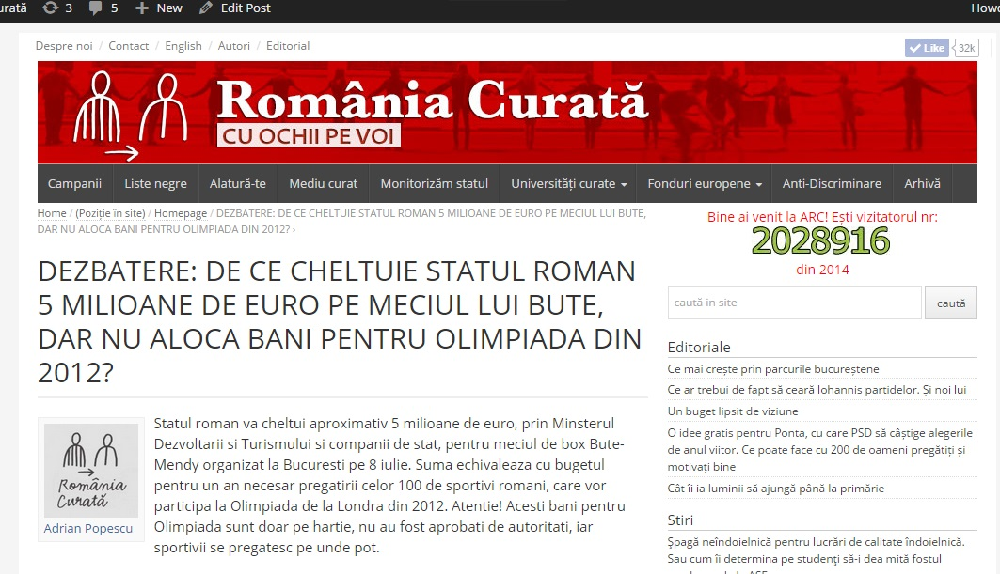 urată 3 5 New Edit Post How
Despre noi / Contact / English / Autori / Editorial
Like 32k
România Curată
CU OCHII PE VOI
Campanii Liste negre Alatură-te Mediu curat Monitorizăm statul Universități curate Fonduri europene Anti-Discriminare Arhivă
Home / (Poziție în site) / Homepage / DEZBATERE: DE CE CHELTUIE STATUL ROMAN 5 MILIOANE DE EURO PE MECIUL LUI BUTE,
DAR NU ALOCA BANI PENTRU OLIMPIADA DIN 2012? ›
DEZBATERE: DE CE CHELTUIE STATUL ROMAN
5 MILIOANE DE EURO PE MECIUL LUI BUTE,
DAR NU ALOCA BANI PENTRU OLIMPIADA DIN
2012?
România
Curată
Adrian Popescu
Statul roman va cheltui aproximativ 5 milioane de euro, prin Minsterul
Dezvoltarii si Turismului si companii de stat, pentru meciul de box Bute-
Mendy organizat la Bucuresti pe 8 iulie. Suma echivaleaza cu bugetul
pentru un an necesar pregatirii celor 100 de sportivi romani, care vor
participa la Olimpiada de la Londra din 2012. Atentie! Acesti bani pentru
Olimpiada sunt doar pe hartie, nu au fost aprobati de autoritati, iar
sportivii se pregatesc pe unde pot.
Bine ai venit la ARC! Ești vizitatorul nr:
2028916
din 2014
caută in site
caută
Editoriale
Ce mai crește prin parcurile bucureștene
Ce ar trebui de fapt să ceară Iohannis partidelor. Și noi lui
Un buget lipsit de viziune
O idee gratis pentru Ponta, cu care PSD să câștige alegerile
de anul viitor. Ce poate face cu 200 de oameni pregătiți și
motivați bine
Cât îi ia luminii să ajungă până la primărie
Stiri
Șpagă neîndoielnică pentru lucrări de calitate îndoielnică.
Sau cum îi determina pe studenți să-i dea mită fostul